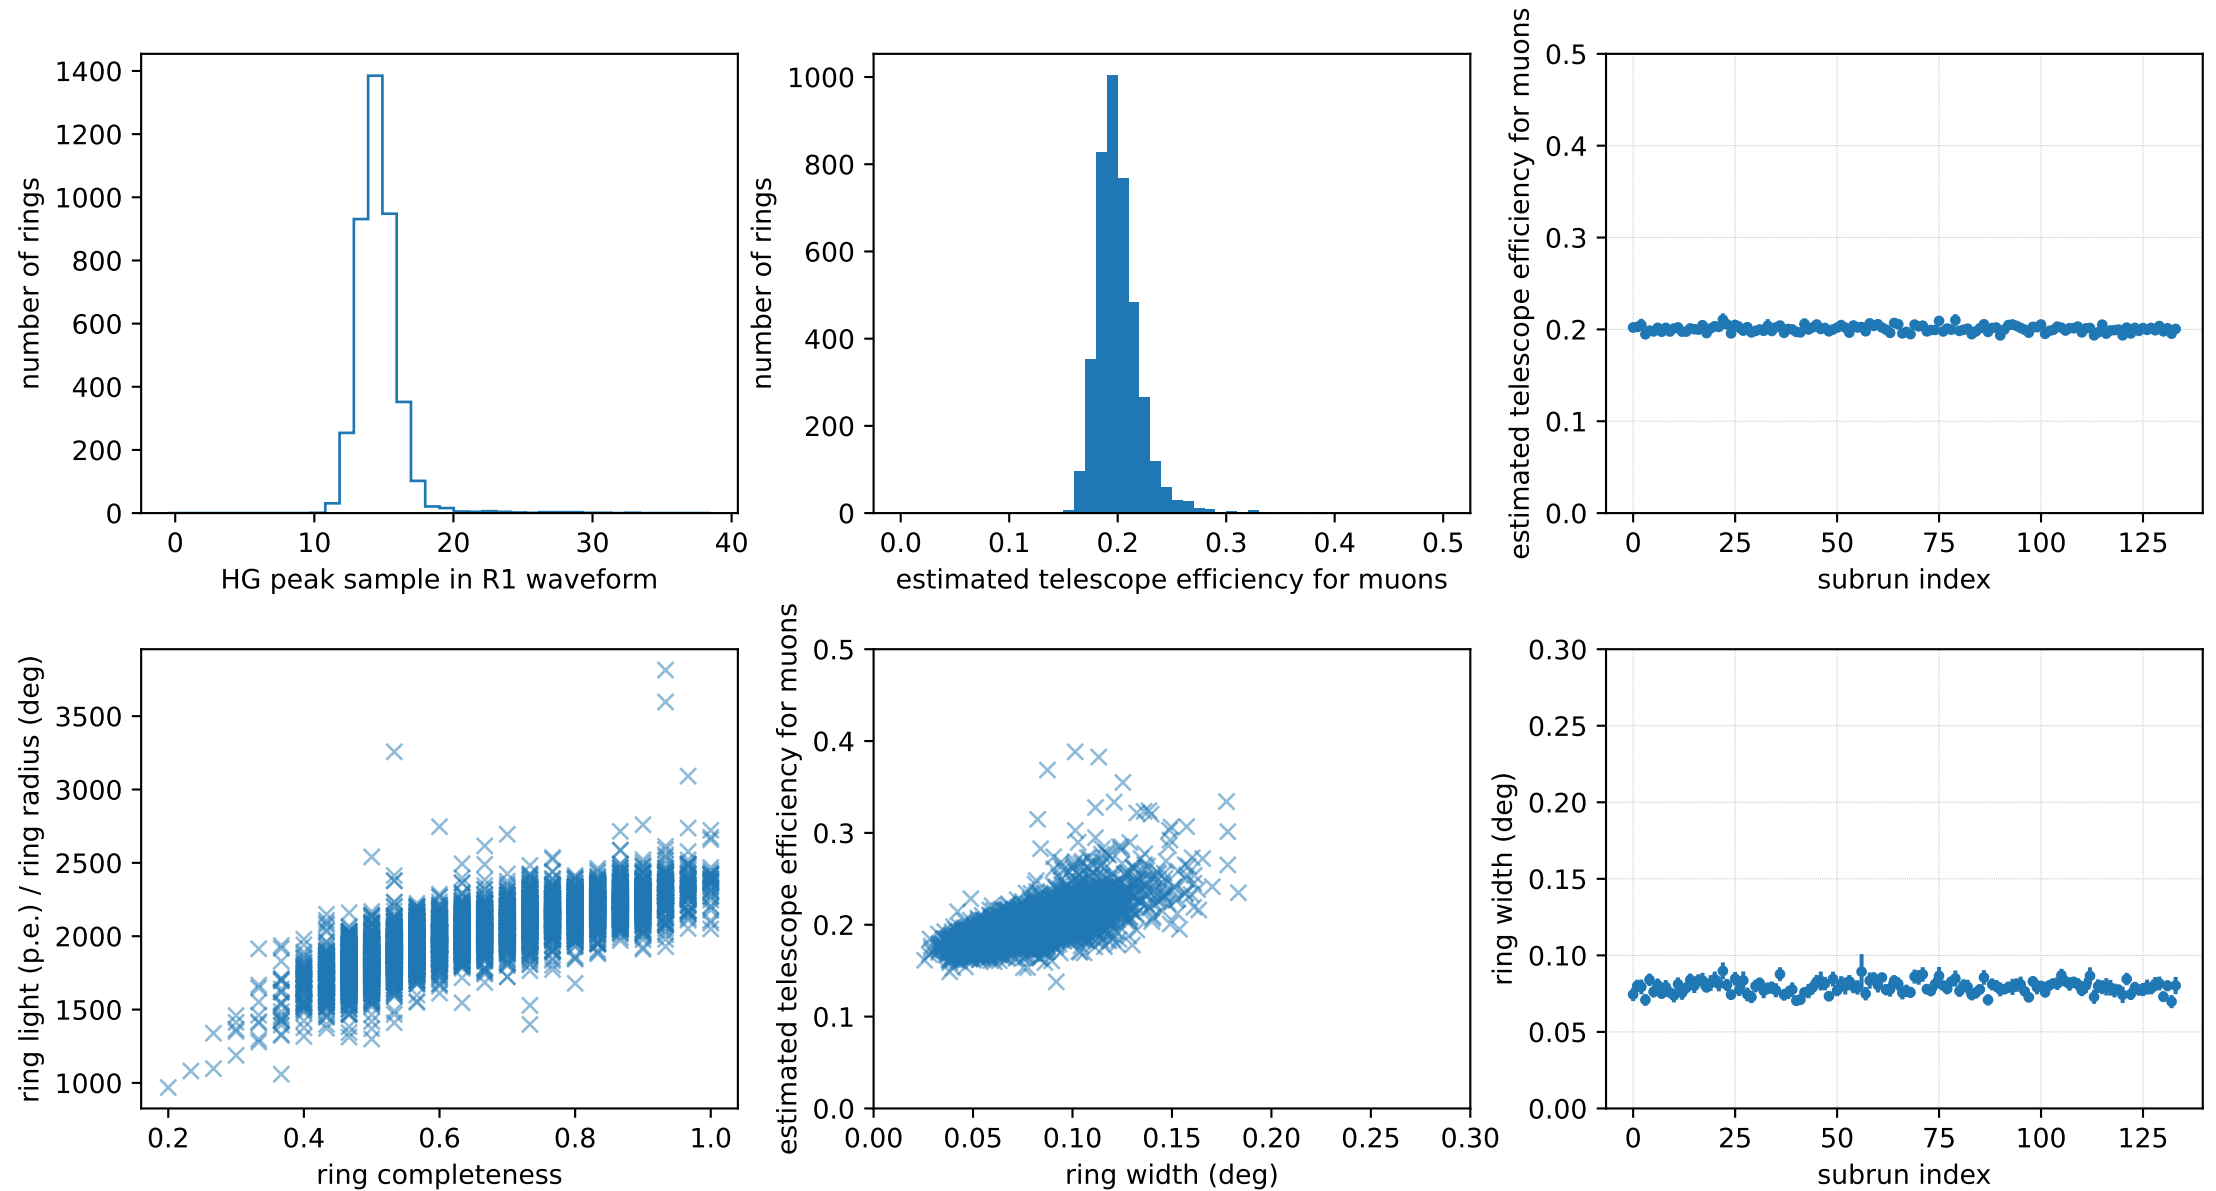 1400
1200
1000
800
600
400
200
0
number of rings
0 10 20 30 40
HG peak sample in R1 waveform
1000
800
600
400
200
0
number of rings
0.0 0.1 0.2 0.3 0.4 0.5
estimated telescope efficiency for muons
0.5
0.4
0.3
0.2
0.1
0.0
estimated telescope efficiency for muons
0 25 50 75 100 125
subrun index
3500
3000
2500
2000
1500
1000
ring light (p.e.) / ring radius (deg)
0.2 0.4 0.6 0.8 1.0
ring completeness
0.5
0.4
0.3
0.2
0.1
0.0
estimated telescope efficiency for muons
0.00 0.05 0.10 0.15 0.20 0.25 0.30
ring width (deg)
0.30
0.25
0.20
0.15
0.10
0.05
0.00
ring width (deg)
0 25 50 75 100 125
subrun index